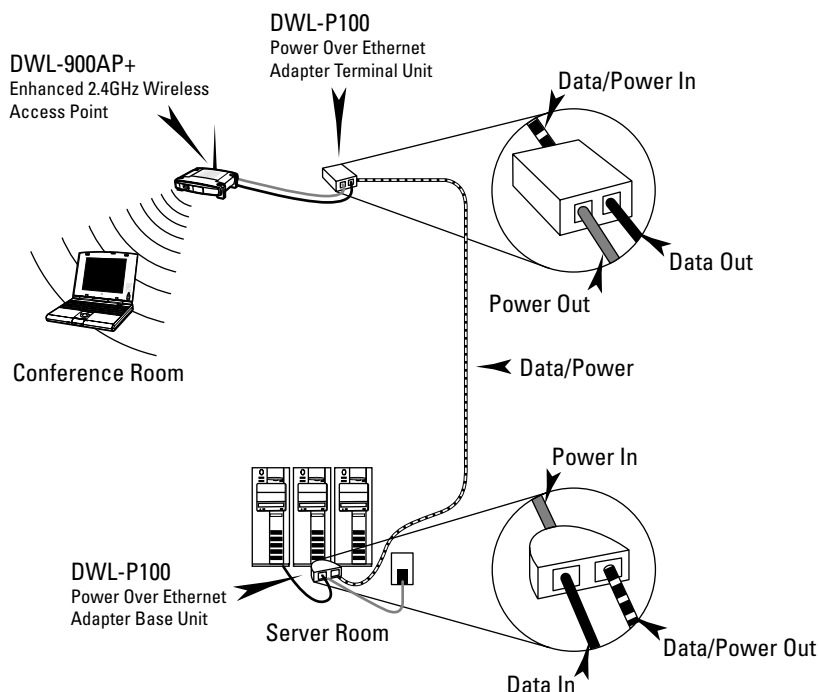 DWL-P100
Power Over Ethernet
Adapter Terminal Unit
DWL-900AP+
Enhanced 2.4GHz Wireless
Access Point
Data/Power In
Data Out
Power Out
Conference Room
Data/Power
Power In
DWL-P100
Power Over Ethernet
Adapter Base Unit
Server Room
Data/Power Out
Data In